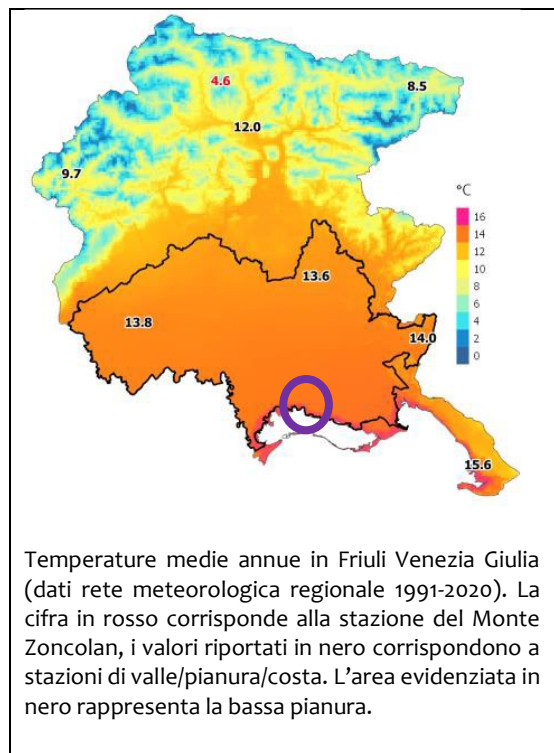 4.6
8.5
12.0
9.7
°C
16
14
12
10
8
6
4
2
0
13.6
13.8
14.0
15.6
Temperature medie annue in Friuli Venezia Giulia
(dati rete meteorologica regionale 1991-2020). La
cifra in rosso corrisponde alla stazione del Monte
Zoncolan, i valori riportati in nero corrispondono a
stazioni di valle/pianura/costa. L'area evidenziata in
nero rappresenta la bassa pianura.